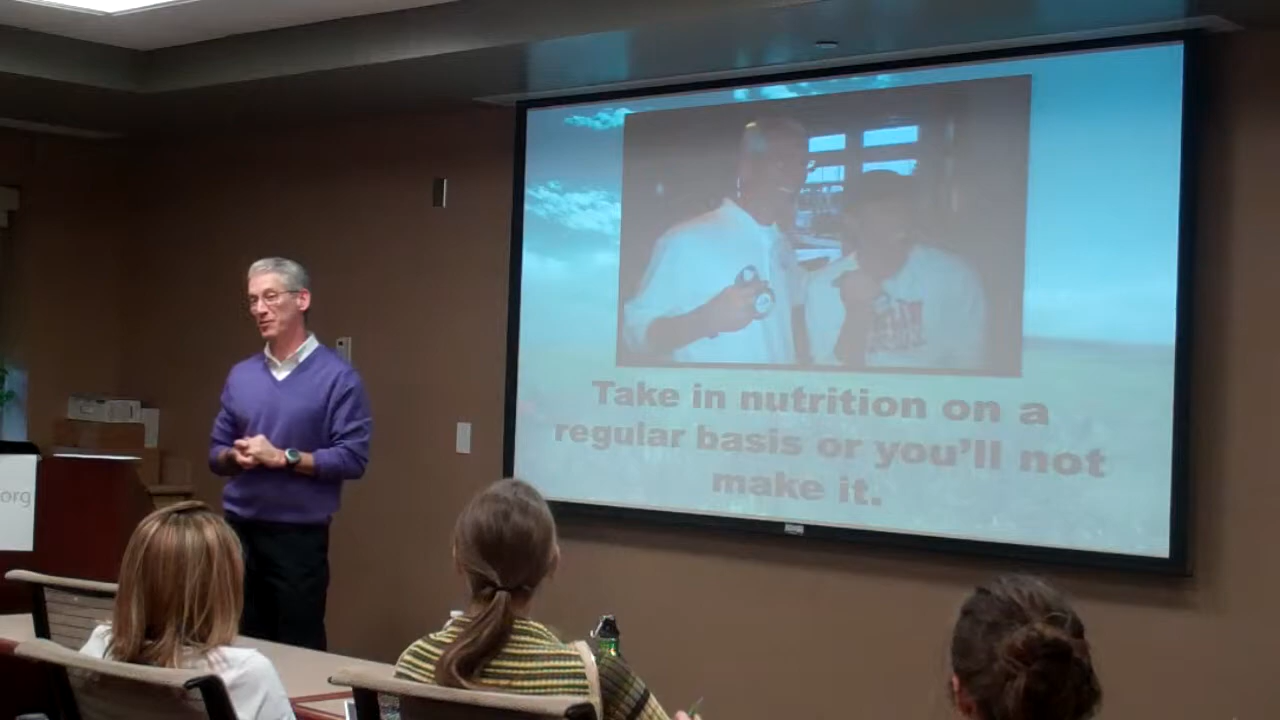 Take in nutrition on a
regular basis or you'll not
make it.
org